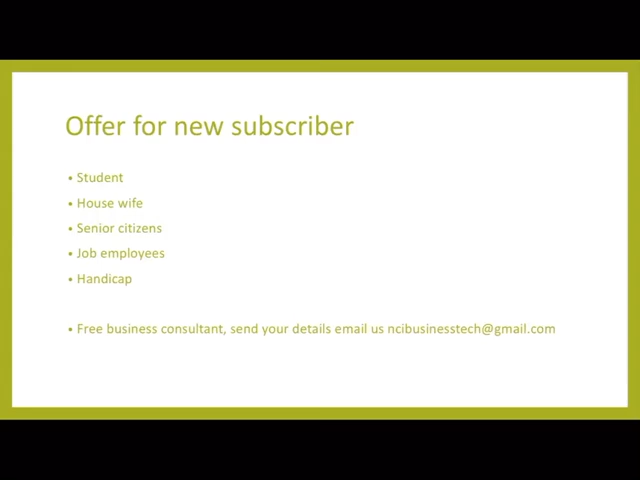 Offer for new subscriber
• Student
• House wife
• Senior citizens
• Job employees
• Handicap
• Free business consultant, send your details email us ncibusinesstech@gmail.com